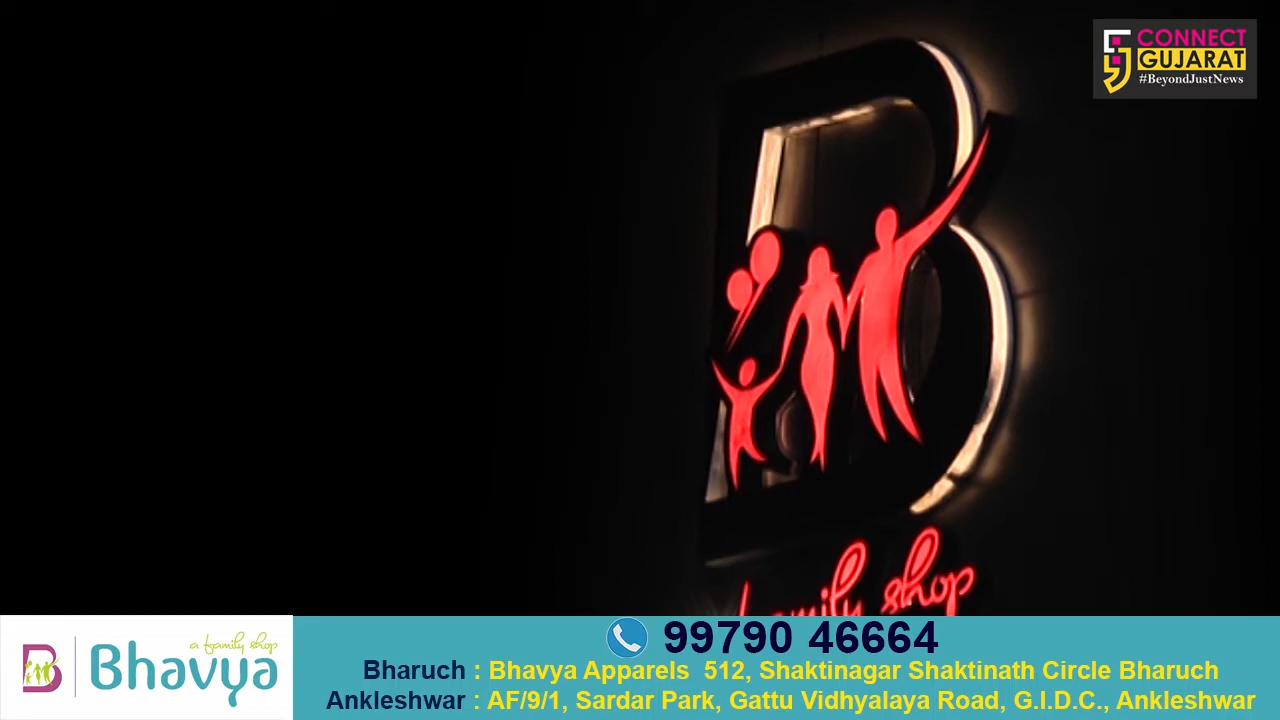 CONNECT
GUJARAT
#BeyondJustNews
B
family shop
a family shop
Bhavya
99790 46664
Bharuch : Bhavya Apparels 512, Shaktinagar Shaktinath Circle Bharuch
Ankleshwar : AF/9/1, Sardar Park, Gattu Vidhyalaya Road, G.I.D.C., Ankleshwar